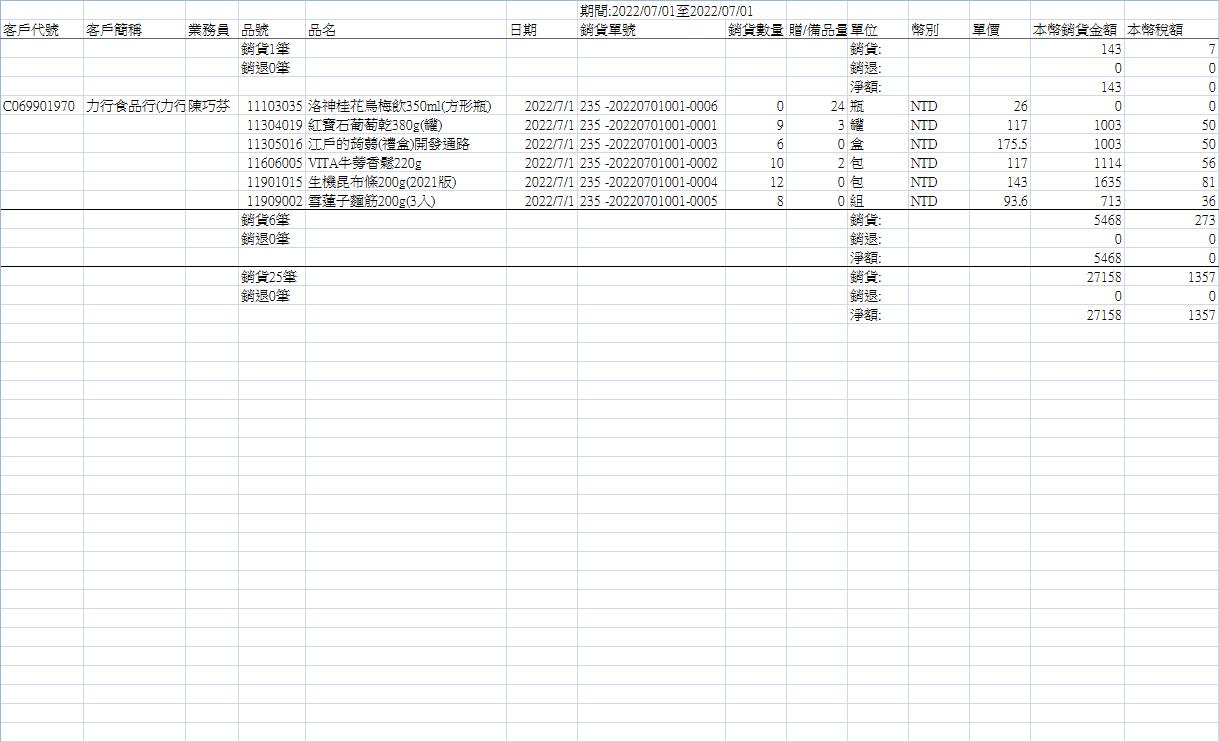 期間:2022/07/01至2022/07/01
客戶代號 客戶簡稱 業務員 品號 品名 日期 銷貨單號 銷貨數量 贈/備品量 單位 幣別 單價 本幣銷貨金額 本幣稅額
銷貨1筆 銷貨: 143 7
銷退0筆 銷退: 0 0
淨額: 143 0
C069901970 力行食品行(力行 陳巧芬 11103035 洛神桂花烏梅飲350ml(方形瓶) 2022/7/1 235 -20220701001-0006 0 24 瓶 NTD 26 0 0
11304019 紅寶石葡萄乾380g(罐) 2022/7/1 235 -20220701001-0001 9 3 罐 NTD 117 1003 50
11305016 江戶的蒟蒻(禮盒)開發通路 2022/7/1 235 -20220701001-0003 6 0 盒 NTD 175.5 1003 50
11606005 VITA牛蒡香鬆220g 2022/7/1 235 -20220701001-0002 10 2 包 NTD 117 1114 56
11901015 生機昆布條200g(2021版) 2022/7/1 235 -20220701001-0004 12 0 包 NTD 143 1635 81
11909002 雪蓮子麵筋200g(3入) 2022/7/1 235 -20220701001-0005 8 0 組 NTD 93.6 713 36
銷貨6筆 銷貨: 5468 273
銷退0筆 銷退: 0 0
淨額: 5468 0
銷貨25筆 銷貨: 27158 1357
銷退0筆 銷退: 0 0
淨額: 27158 1357